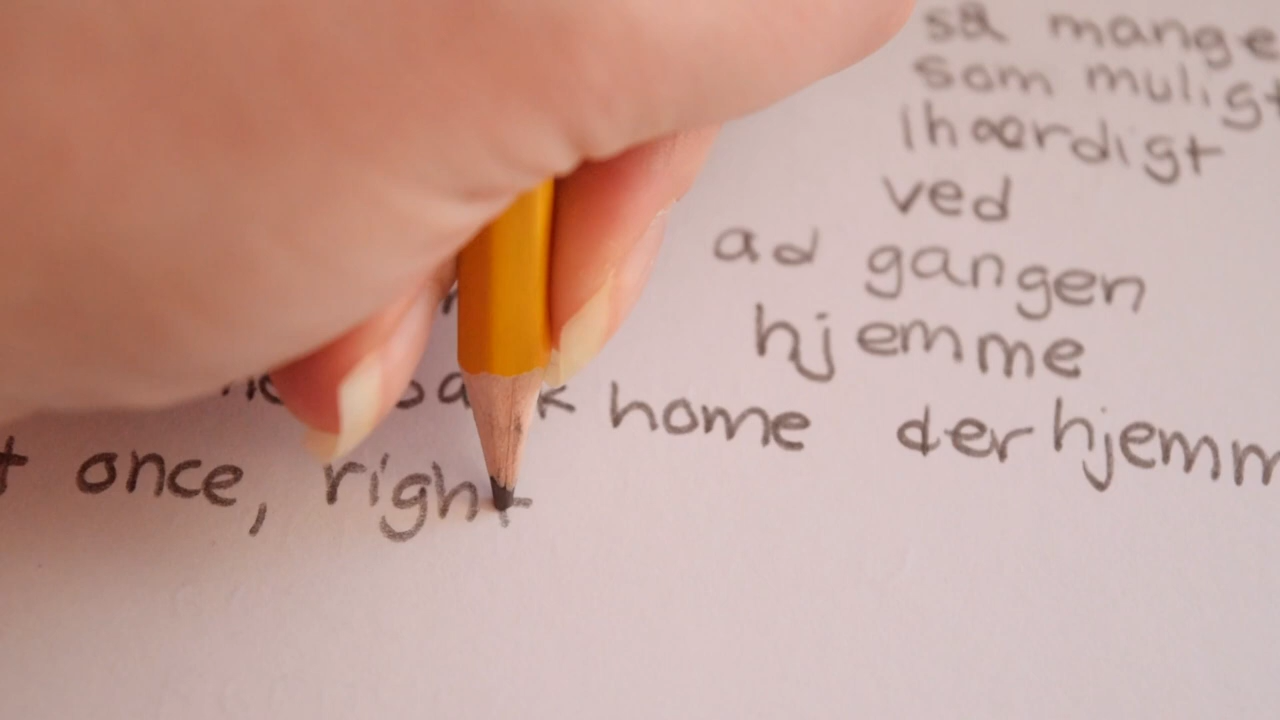 så mange
som muligt
ihærdigt
ved
ad gangen
hjemme
home derhjemm
once, right